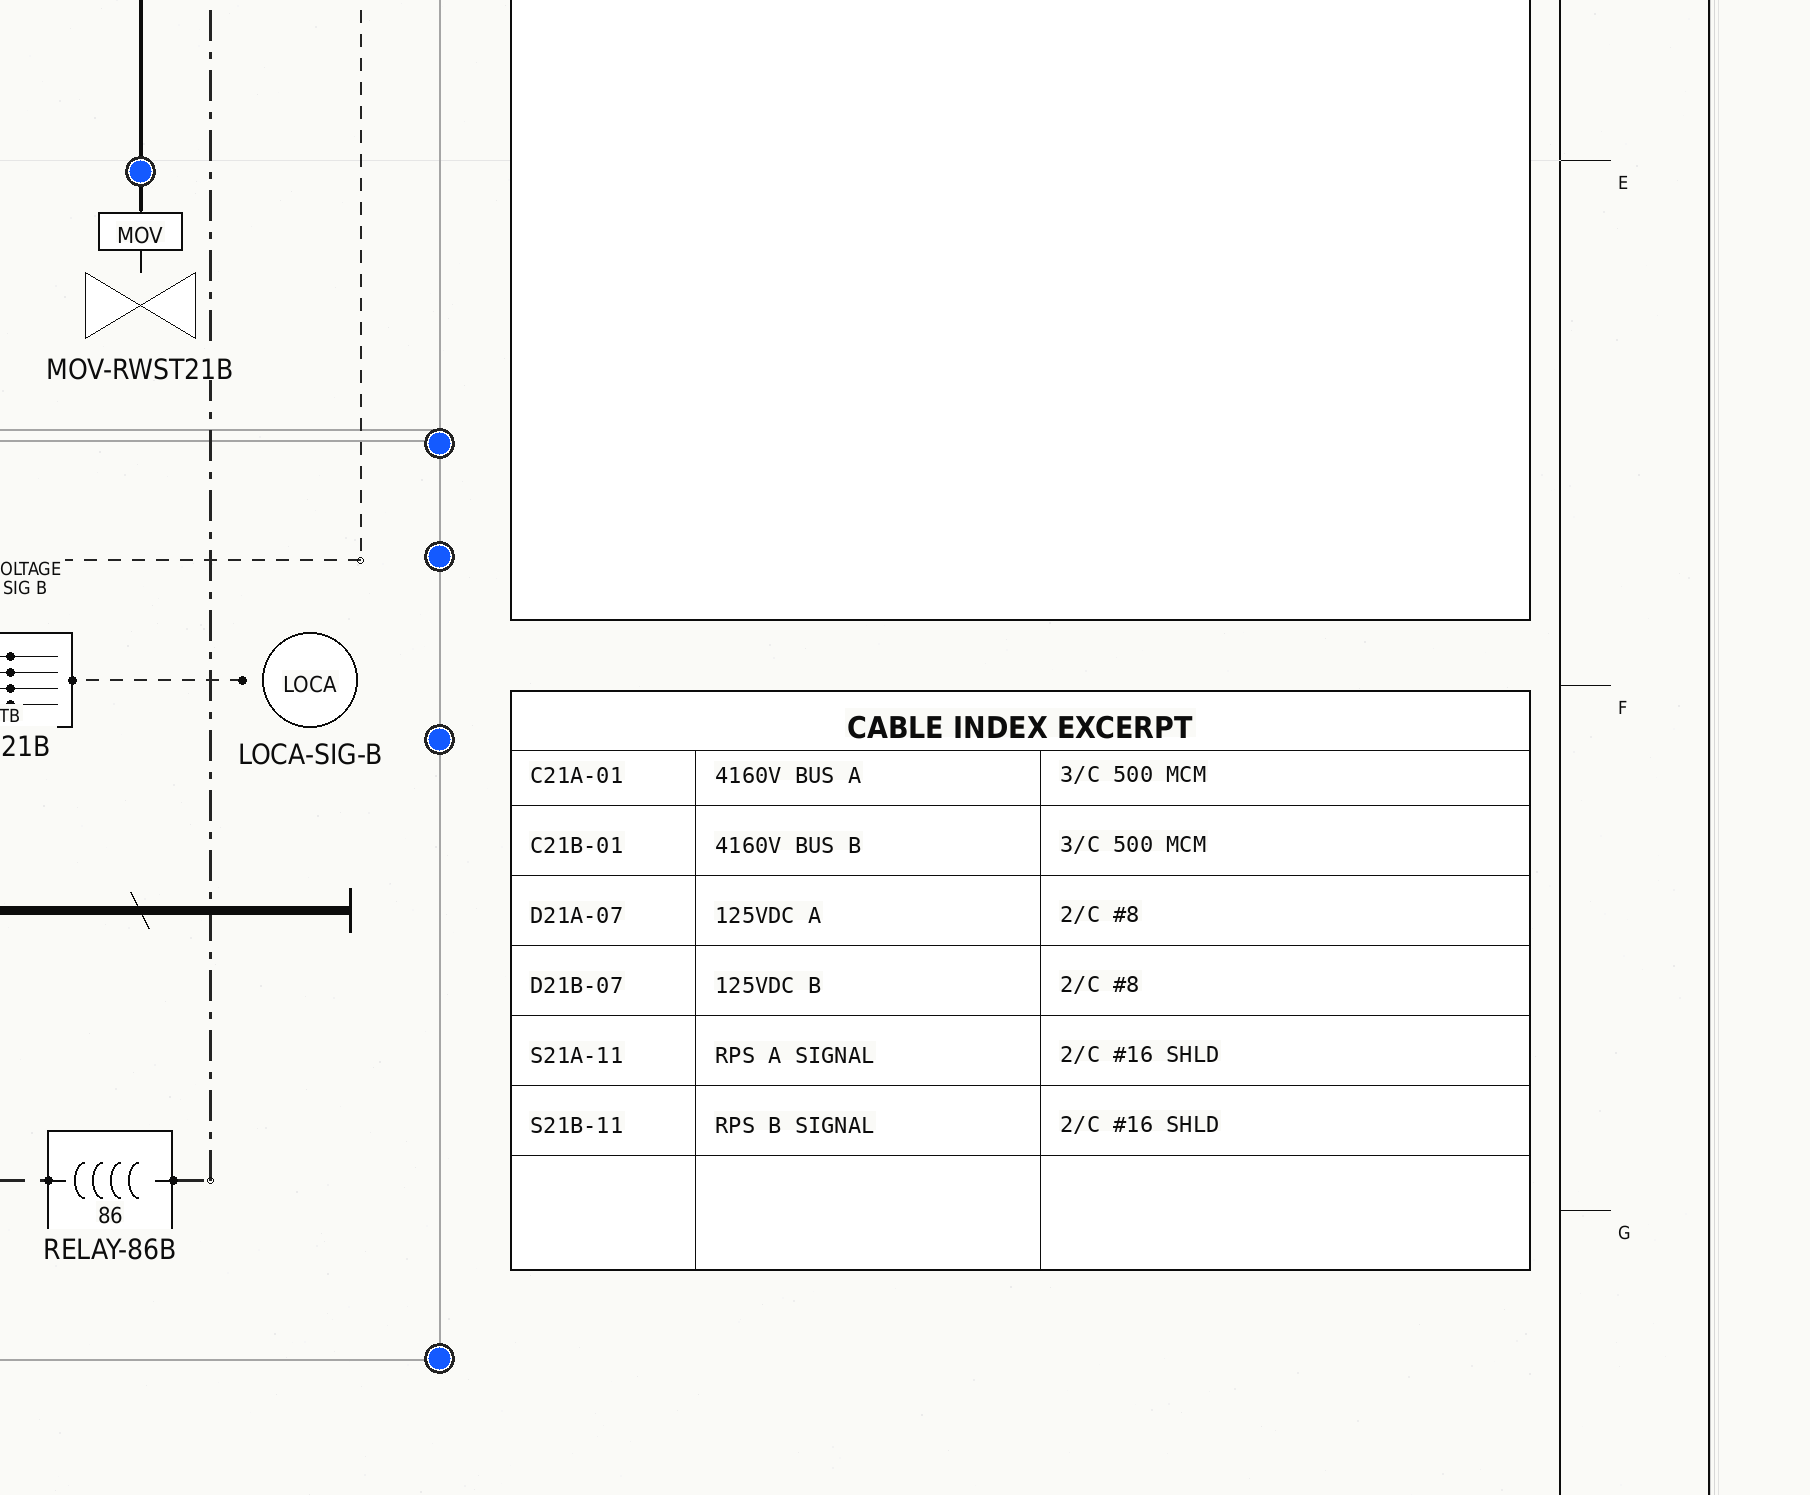 E
MOV
MOV-RWST21B
OLTAGE
SIG B
LOCA
TB
21B
LOCA-SIG-B
F
CABLE INDEX EXCERPT
C21A-01 4160V BUS A 3/C 500 MCM
C21B-01 4160V BUS B 3/C 500 MCM
D21A-07 125VDC A 2/C #8
D21B-07 125VDC B 2/C #8
S21A-11 RPS A SIGNAL 2/C #16 SHLD
S21B-11 RPS B SIGNAL 2/C #16 SHLD
86
RELAY-86B
G